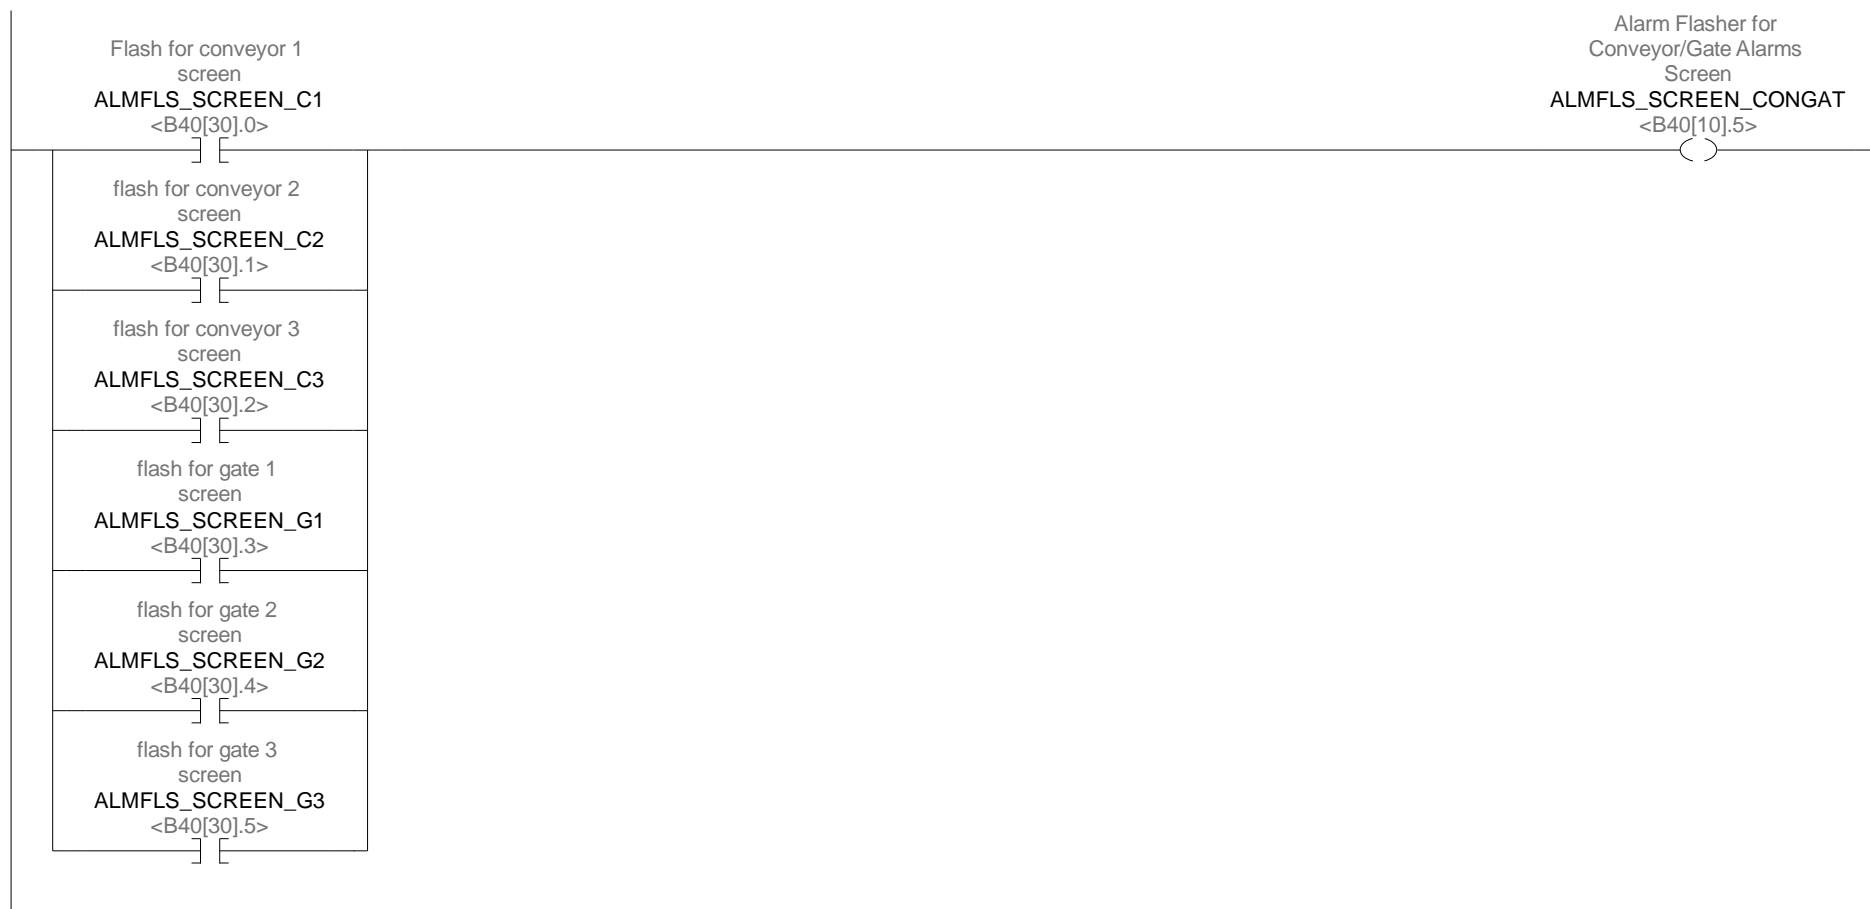 Flash for conveyor 1
screen
ALMFLS_SCREEN_C1
<B40[30].0>
Alarm Flasher for
Conveyor/Gate Alarms
Screen
ALMFLS_SCREEN_CONGAT
<B40[10].5>
flash for conveyor 2
screen
ALMFLS_SCREEN_C2
<B40[30].1>
flash for conveyor 3
screen
ALMFLS_SCREEN_C3
<B40[30].2>
flash for gate 1
screen
ALMFLS_SCREEN_G1
<B40[30].3>
flash for gate 2
screen
ALMFLS_SCREEN_G2
<B40[30].4>
flash for gate 3
screen
ALMFLS_SCREEN_G3
<B40[30].5>